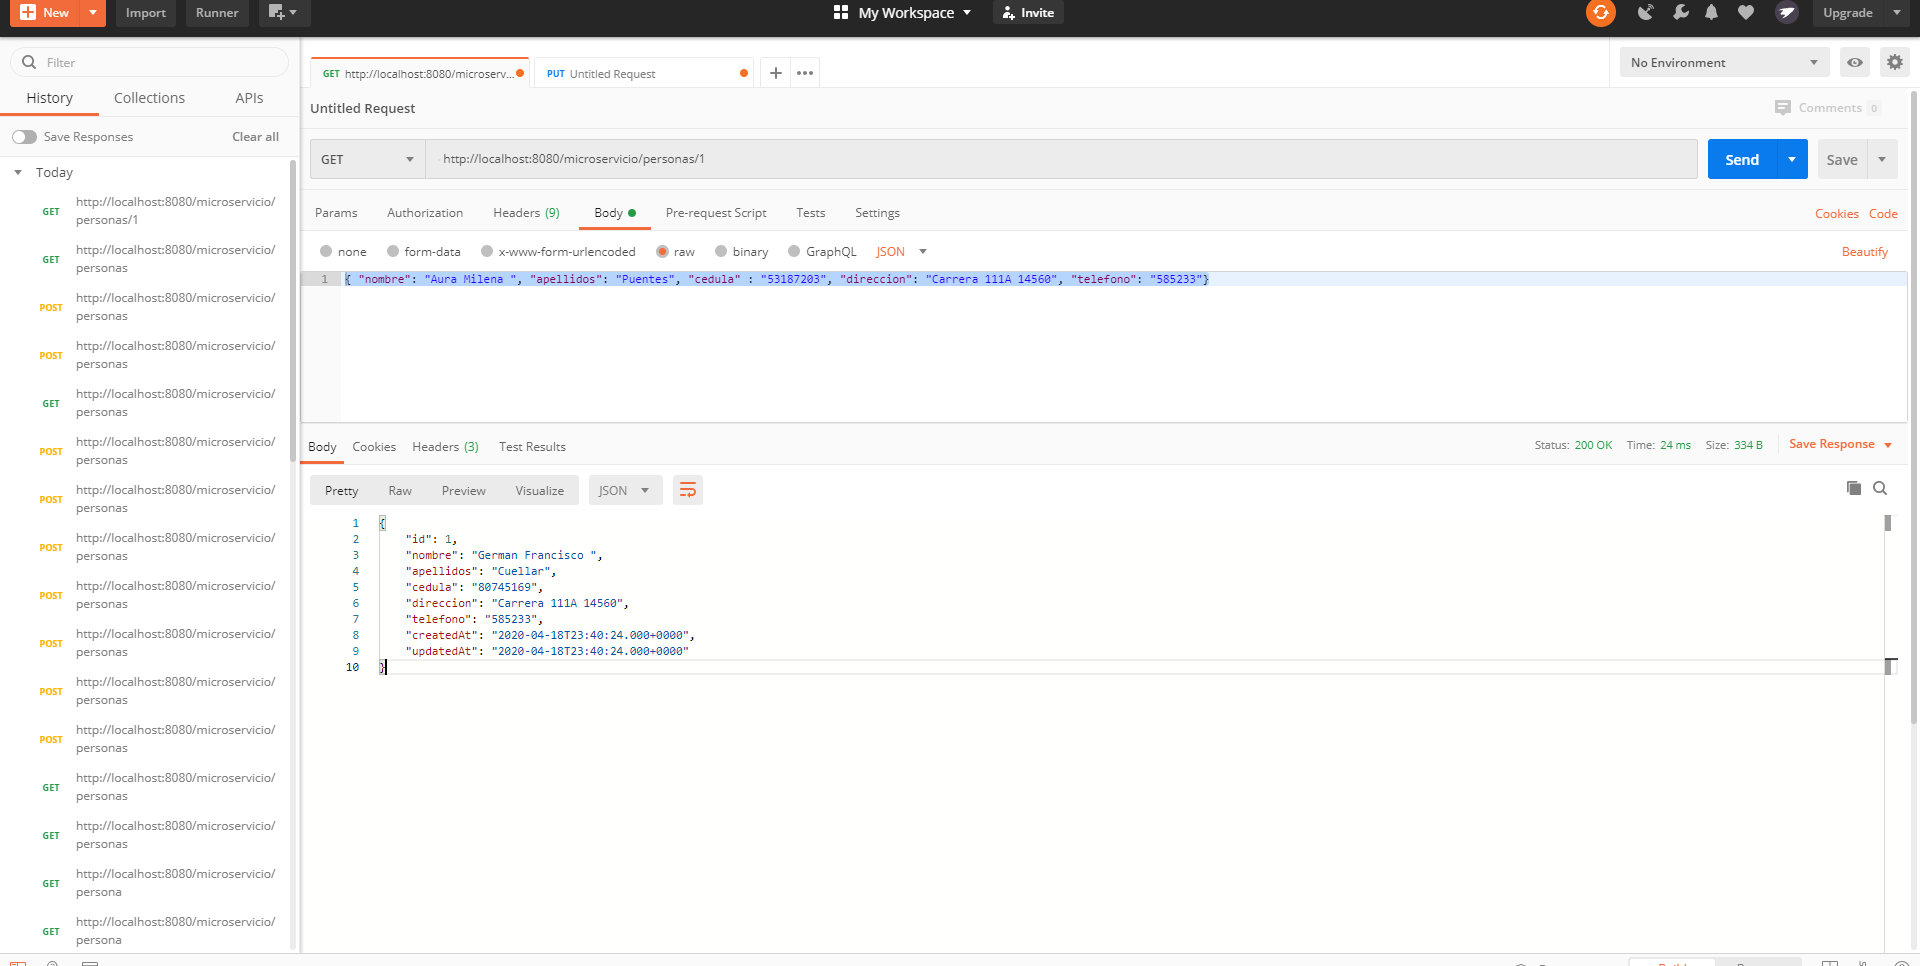 New
Import
Runner
My Workspace
Invite
Upgrade
Filter
History
Collections
APIs
Save Responses
Clear all
Today
GET
http://localhost:8080/microservicio/
personas/1
GET
http://localhost:8080/microservicio/
personas
POST
http://localhost:8080/microservicio/
personas
POST
http://localhost:8080/microservicio/
personas
GET
http://localhost:8080/microservicio/
personas
POST
http://localhost:8080/microservicio/
personas
POST
http://localhost:8080/microservicio/
personas
POST
http://localhost:8080/microservicio/
personas
POST
http://localhost:8080/microservicio/
personas
POST
http://localhost:8080/microservicio/
personas
POST
http://localhost:8080/microservicio/
personas
POST
http://localhost:8080/microservicio/
personas
GET
http://localhost:8080/microservicio/
personas
GET
http://localhost:8080/microservicio/
personas
GET
http://localhost:8080/microservicio/
persona
GET
http://localhost:8080/microservicio/
persona
GET http://localhost:8080/microserv...
PUT Untitled Request
No Environment
Untitled Request
Comments 0
GET
http://localhost:8080/microservicio/personas/1
Send
Save
Params
Authorization
Headers (9)
Body
Pre-request Script
Tests
Settings
Cookies
Code
none
form-data
x-www-form-urlencoded
raw
binary
GraphQL
JSON
Beautify
1 { "nombre": "Aura Milena ", "apellidos": "Puentes", "cedula" : "53187203", "direccion": "Carrera 111A 14560", "telefono": "585233"}
Body
Cookies
Headers (3)
Test Results
Status: 200 OK
Time: 24 ms
Size: 334 B
Save Response
Pretty
Raw
Preview
Visualize
JSON
1 {
2 "id": 1,
3 "nombre": "German Francisco ",
4 "apellidos": "Cuellar",
5 "cedula": "80745169",
6 "direccion": "Carrera 111A 14560",
7 "telefono": "585233",
8 "createdAt": "2020-04-18T23:40:24.000+0000",
9 "updatedAt": "2020-04-18T23:40:24.000+0000"
10 }